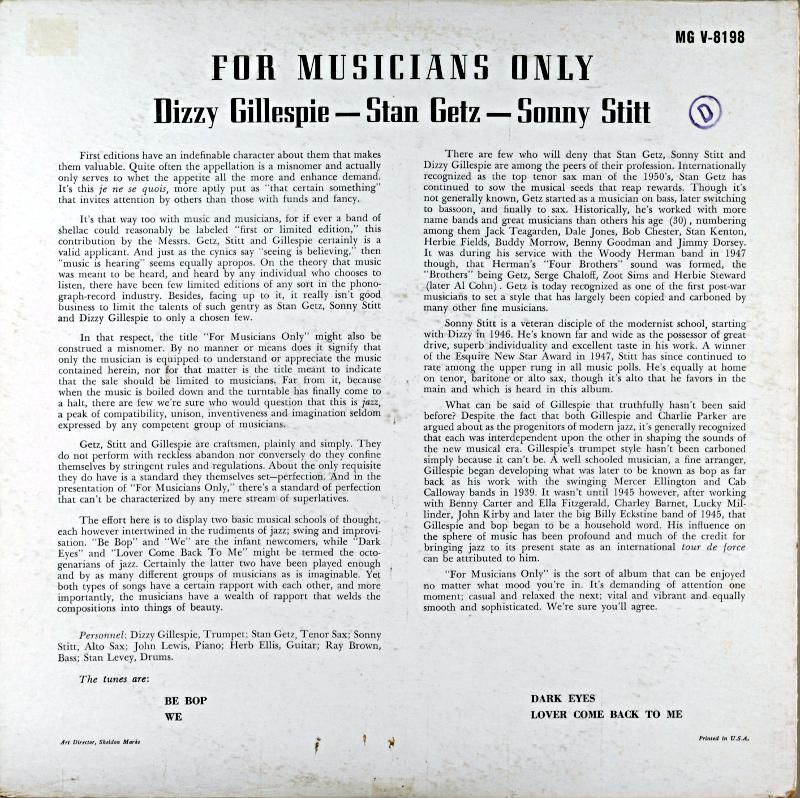 MG V-8198
FOR MUSICIANS ONLY
Dizzy Gillespie — Stan Getz — Sonny Stitt
D
First editions have an indefinable character about them that makes
them valuable. Quite often the appellation is a misnomer and actually
only serves to whet the appetite all the more and enhance demand.
It's this je ne se quois, more aptly put as "that certain something"
that invites attention by others than those with funds and fancy.
It's that way too with music and musicians, for if ever a band of
shellac could reasonably be labeled "first or limited edition," this
contribution by the Messrs. Getz, Stitt and Gillespie certainly is a
valid applicant. And just as the cynics say "seeing is believing," then
"music is hearing" seems equally apropos. On the theory that music
was meant to be heard, and heard by any individual who chooses to
listen, there have been few limited editions of any sort in the phono-
graph-record industry. Besides, facing up to it, it really isn't good
business to limit the talents of such gentry as Stan Getz, Sonny Stitt
and Dizzy Gillespie to only a chosen few.
In that respect, the title "For Musicians Only" might also be
construed a misnomer. By no manner or means does it signify that
only the musician is equipped to understand or appreciate the music
contained herein, nor for that matter is the title meant to indicate
that the sale should be limited to musicians. Far from it, because
when the music is boiled down and the turntable has finally come to
a halt, there are few we're sure who would question that this is jazz,
a peak of compatibility, unison, inventiveness and imagination seldom
expressed by any competent group of musicians.
Getz, Stitt and Gillespie are craftsmen, plainly and simply. They
do not perform with reckless abandon nor conversely do they confine
themselves by stringent rules and regulations. About the only requisite
they do have is a standard they themselves set—perfection. And in the
presentation of "For Musicians Only," there's a standard of perfection
that can't be characterized by any mere stream of superlatives.
The effort here is to display two basic musical schools of thought,
each however intertwined in the rudiments of jazz; swing and improvi-
sation. "Be Bop" and "We" are the infant newcomers, while "Dark
Eyes" and "Lover Come Back To Me" might be termed the octo-
genarians of jazz. Certainly the latter two have been played enough
and by as many different groups of musicians as is imaginable. Yet
both types of songs have a certain rapport with each other, and more
importantly, the musicians have a wealth of rapport that welds the
compositions into things of beauty.
Personnel: Dizzy Gillespie, Trumpet; Stan Getz, Tenor Sax; Sonny
Stitt, Alto Sax; John Lewis, Piano; Herb Ellis, Guitar; Ray Brown,
Bass; Stan Levey, Drums.
The tunes are:
BE BOP
WE
Art Director, Sheldon Marks
There are few who will deny that Stan Getz, Sonny Stitt and
Dizzy Gillespie are among the peers of their profession. Internationally
recognized as the top tenor sax man of the 1950's, Stan Getz has
continued to sow the musical seeds that reap rewards. Though it's
not generally known, Getz started as a musician on bass, later switching
to bassoon, and finally to sax. Historically, he's worked with more
name bands and great musicians than others his age (30), numbering
among them Jack Teagarden, Dale Jones, Bob Chester, Stan Kenton,
Herbie Fields, Buddy Morrow, Benny Goodman and Jimmy Dorsey.
It was during his service with the Woody Herman band in 1947
though, that Herman's "Four Brothers" sound was formed, the
"Brothers" being Getz, Serge Chaloff, Zoot Sims and Herbie Steward
(later Al Cohn). Getz is today recognized as one of the first post-war
musicians to set a style that has largely been copied and carboned by
many other fine musicians.
Sonny Stitt is a veteran disciple of the modernist school, starting
with Dizzy in 1946. He's known far and wide as the possessor of great
drive, superb individuality and excellent taste in his work. A winner
of the Esquire New Star Award in 1947, Stitt has since continued to
rate among the upper rung in all music polls. He's equally at home
on tenor, baritone or alto sax, though it's alto that he favors in the
main and which is heard in this album.
What can be said of Gillespie that truthfully hasn't been said
before? Despite the fact that both Gillespie and Charlie Parker are
argued about as the progenitors of modern jazz, it's generally recognized
that each was interdependent upon the other in shaping the sounds of
the new musical era. Gillespie's trumpet style hasn't been carboned
simply because it can't be. A well schooled musician, a fine arranger,
Gillespie began developing what was later to be known as bop as far
back as his work with the swinging Mercer Ellington and Cab
Calloway bands in 1939. It wasn't until 1945 however, after working
with Benny Carter and Ella Fitzgerald, Charley Barnet, Lucky Mil-
linder, John Kirby and later the big Billy Eckstine band of 1945, that
Gillespie and bop began to be a household word. His influence on
the sphere of music has been profound and much of the credit for
bringing jazz to its present state as an international tour de force
can be attributed to him.
"For Musicians Only" is the sort of album that can be enjoyed
no matter what mood you're in. It's demanding of attention one
moment; casual and relaxed the next; vital and vibrant and equally
smooth and sophisticated. We're sure you'll agree.
DARK EYES
LOVER COME BACK TO ME
Printed in U.S.A.